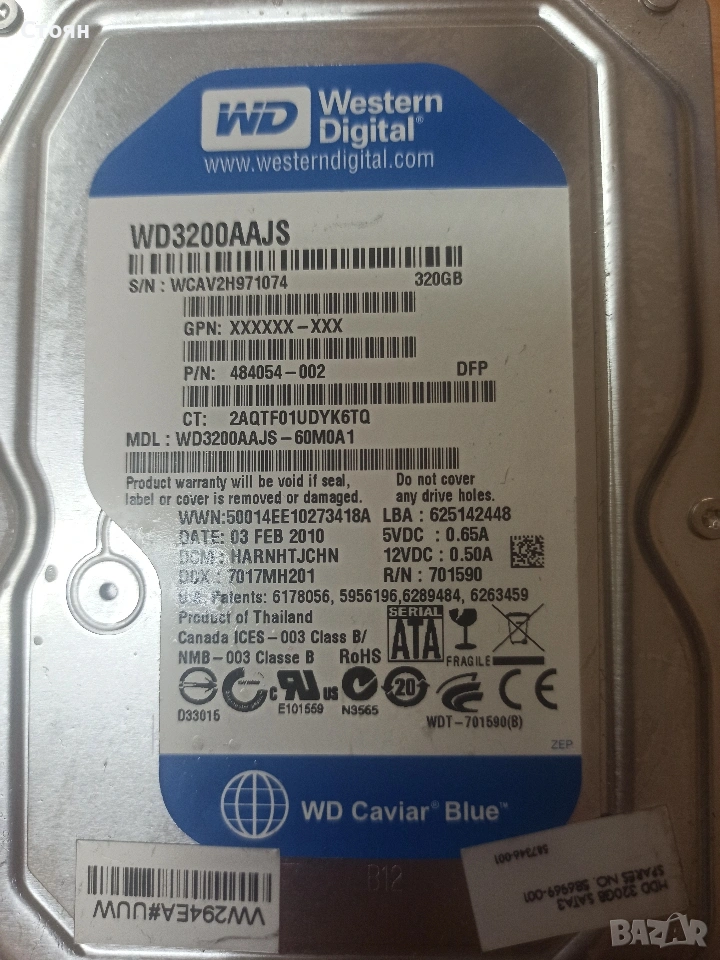 Стоян
WD Western Digital®
www.westerndigital.com
WD3200AAJS
S/N : WCAV2H971074 320GB
GPN: XXXXXX-XXX
P/N: 484054-002 DFP
CT: 2AQTF01UDYK6TQ
MDL : WD3200AAJS-60M0A1
Product warranty will be void if seal, Do not cover
label or cover is removed or damaged. any drive holes.
WWN:50014EE10273418A LBA : 625142448
DATE: 03 FEB 2010 5VDC : 0.65A
DCM: HARNHTJCHN 12VDC : 0.50A
DCX : 7017MH201 R/N : 701590
U.S. Patents: 6178056, 5956196,6289484, 6263459
Product of Thailand SERIAL
Canada ICES-003 Class B/ ATA
NMB-003 Classe B RoHS FRAGILE
c US 20 CE
D33016 E101559 N3565 WDT-701590(B)
ZEP
WD Caviar® Blue™
B12
VW294EA#UUW
HDD 320GB SATA3
SPARES NO. 586969-001
587346-001
BAZAR